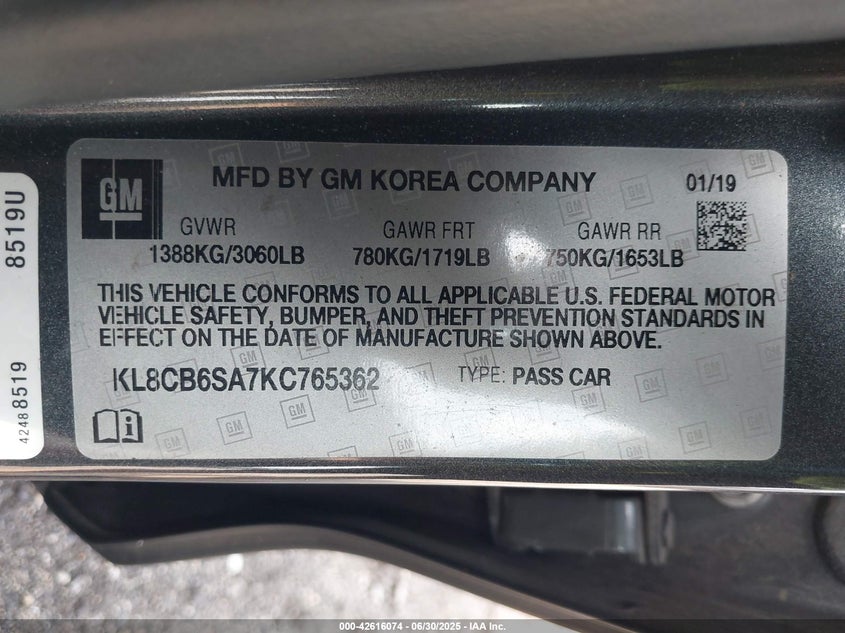 GM
MFD BY GM KOREA COMPANY 01/19
GVWR GAWR FRT GAWR RR
1388KG/3060LB 780KG/1719LB 750KG/1653LB
THIS VEHICLE CONFORMS TO ALL APPLICABLE U.S. FEDERAL MOTOR
VEHICLE SAFETY, BUMPER, AND THEFT PREVENTION STANDARDS IN
EFFECT ON THE DATE OF MANUFACTURE SHOWN ABOVE.
KL8CB6SA7KC765362 TYPE: PASS CAR
8519U
42488519
000-42616074 / 06/30/2025 - IAA Inc.